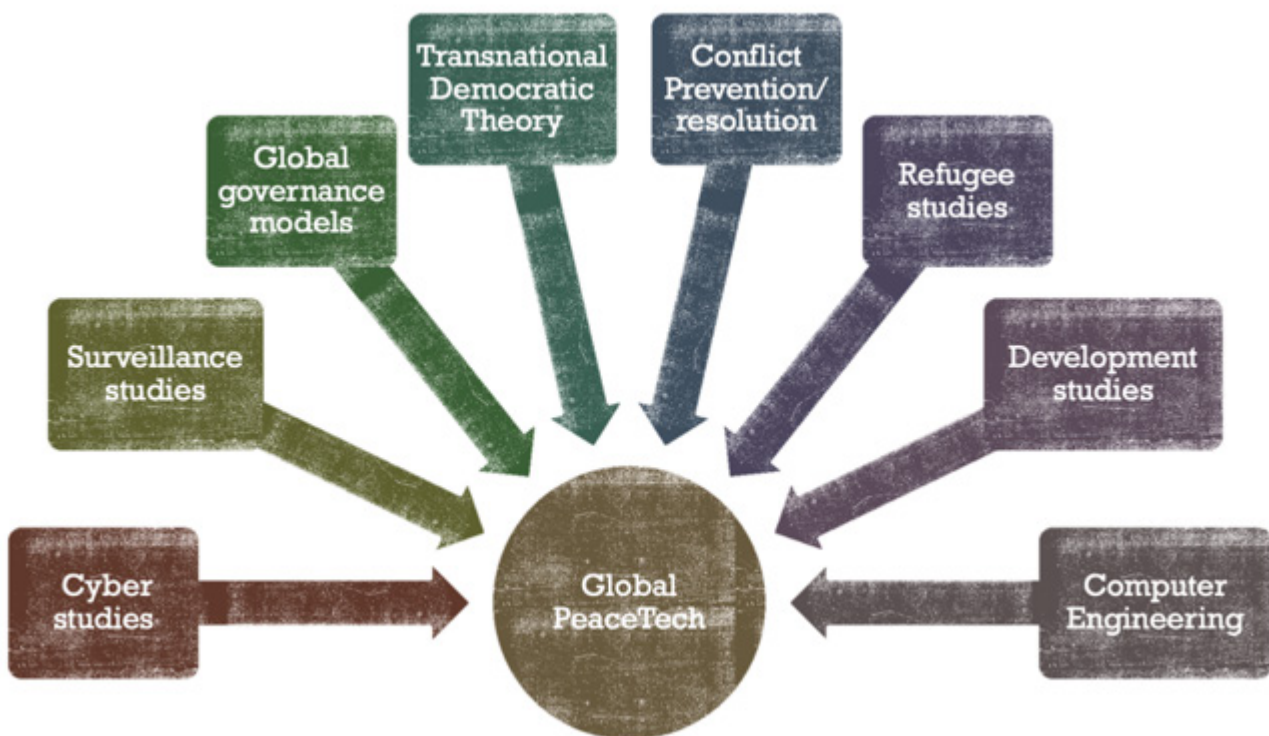 Transnational
Democratic
Theory
Conflict
Prevention/
resolution
Global
governance
models
Refugee
studies
Surveillance
studies
Development
studies
Cyber
studies
Global
PeaceTech
Computer
Engineering